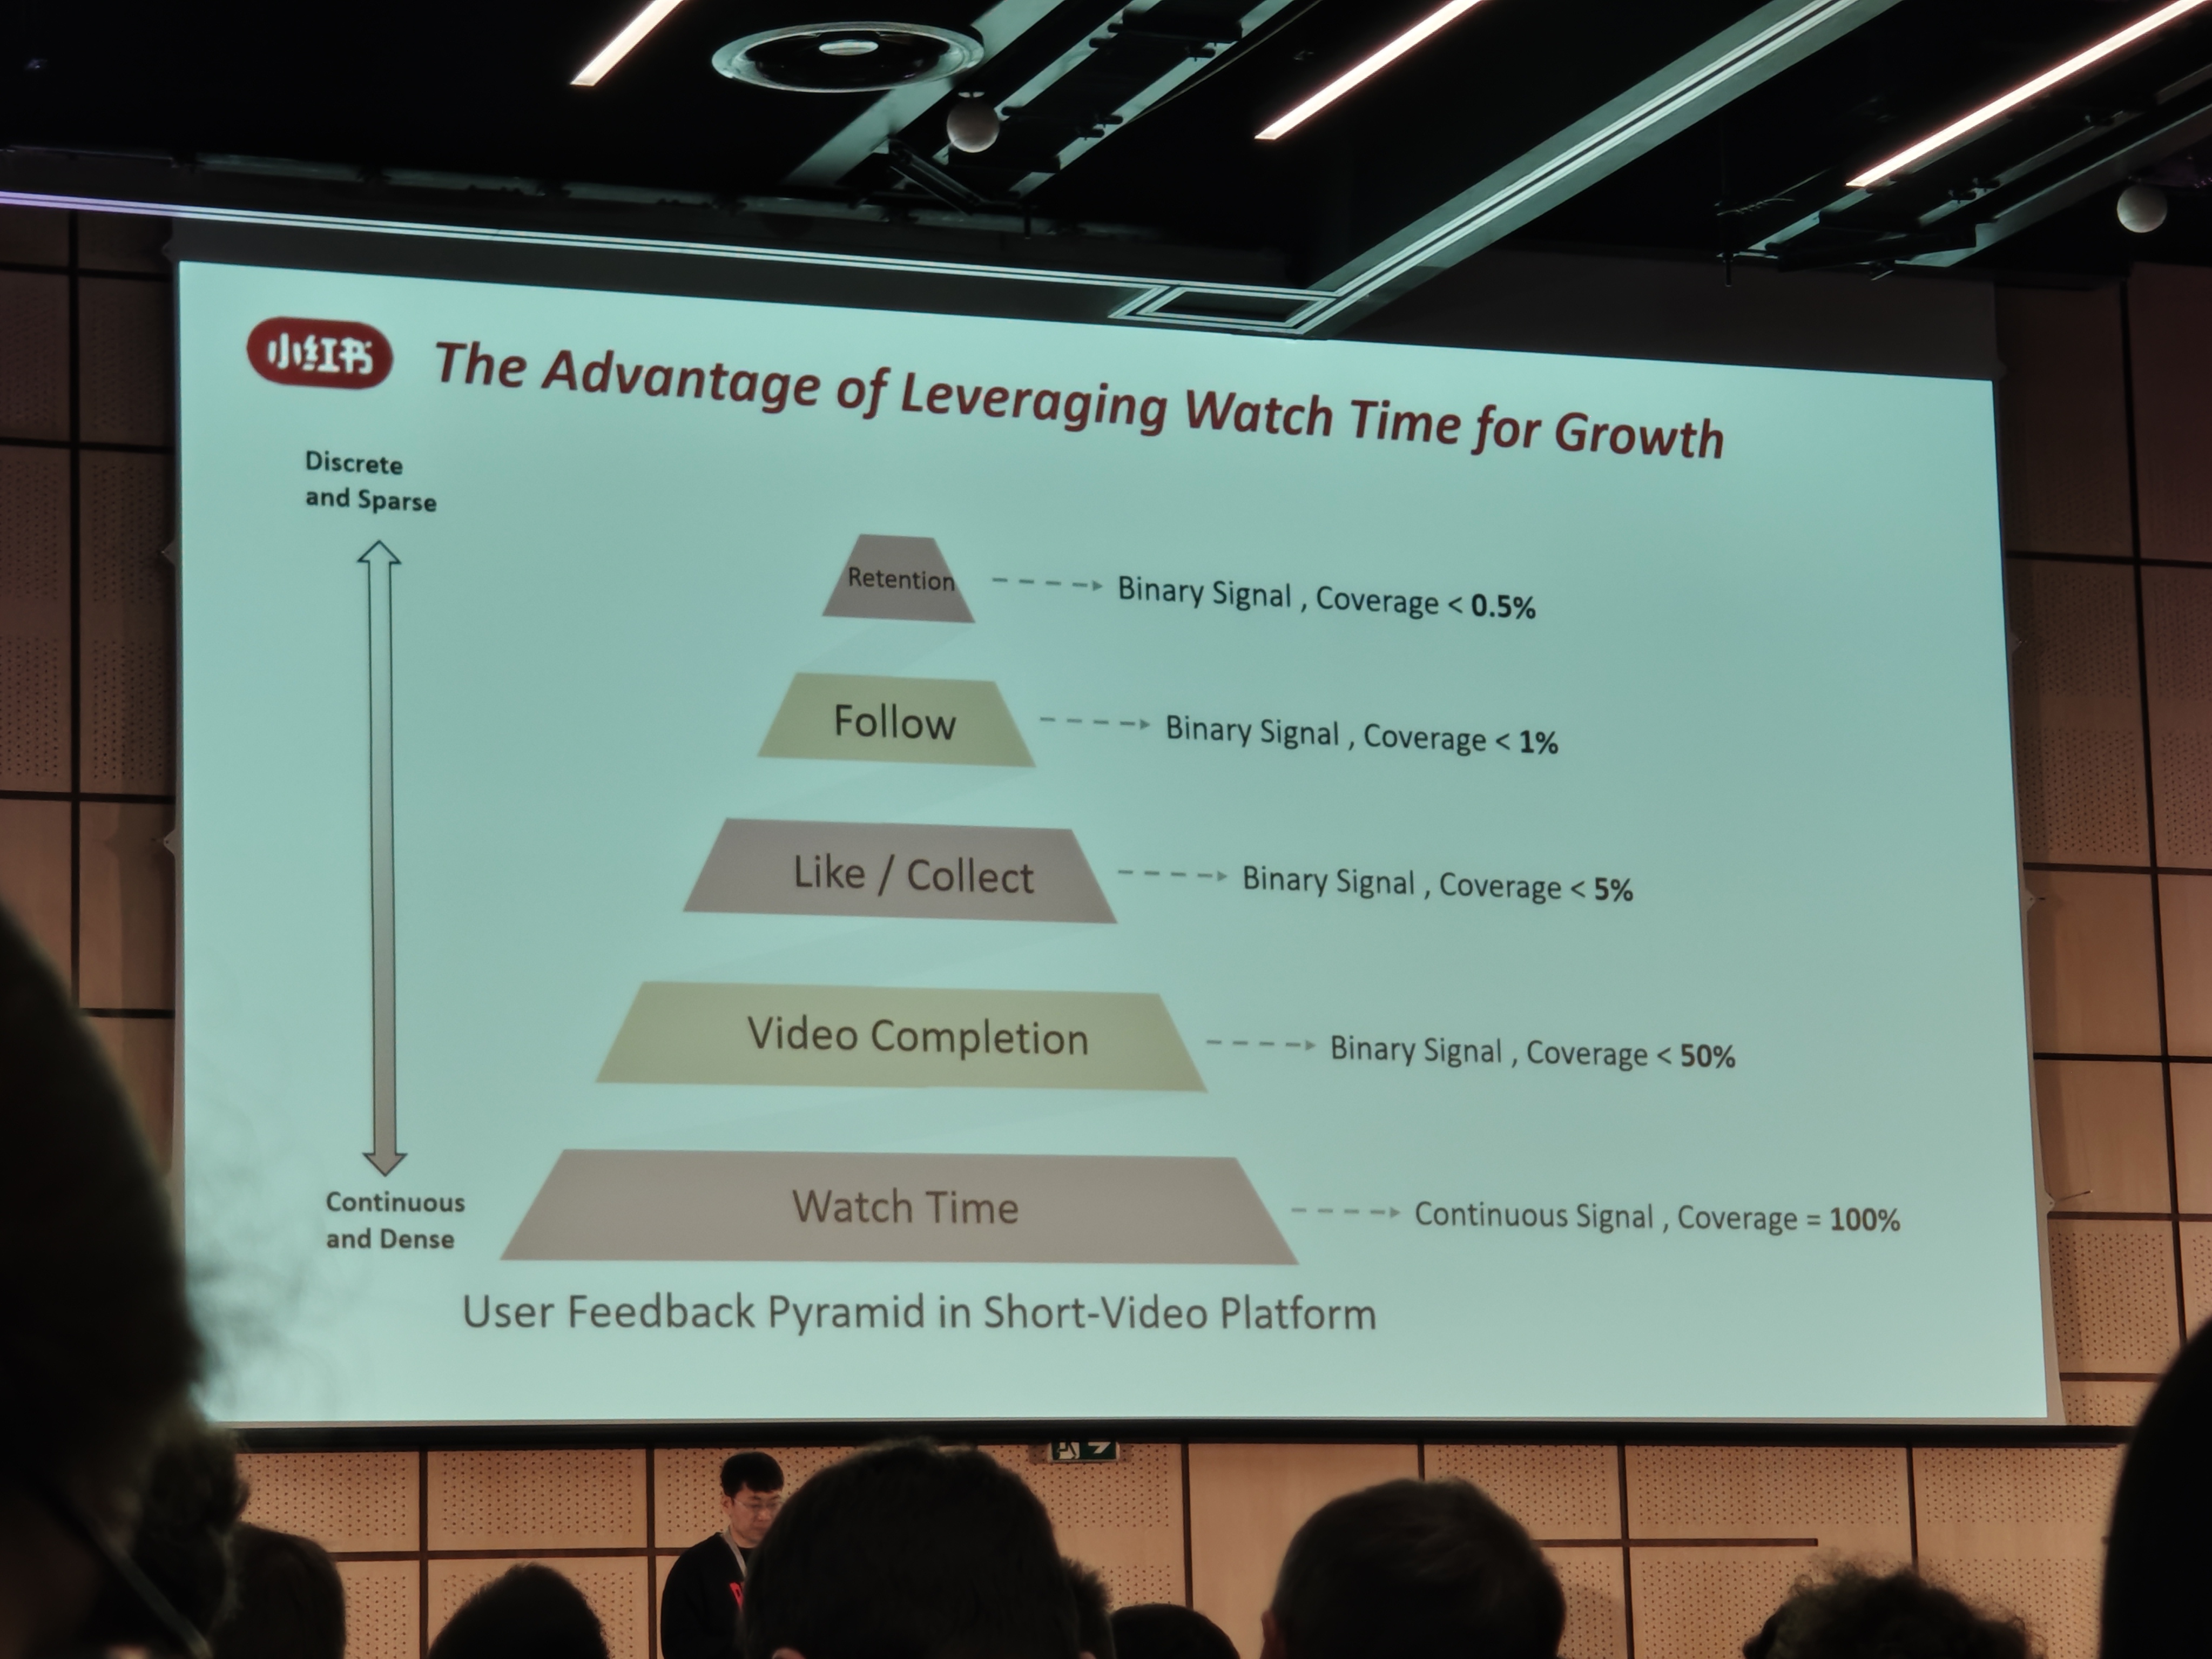 小红书
The Advantage of Leveraging Watch Time for Growth
Discrete
and Sparse
Retention
Binary Signal , Coverage < 0.5%
Follow
Binary Signal , Coverage < 1%
Like / Collect
Binary Signal , Coverage < 5%
Video Completion
Binary Signal , Coverage < 50%
Watch Time
Continuous Signal , Coverage = 100%
Continuous
and Dense
User Feedback Pyramid in Short-Video Platform